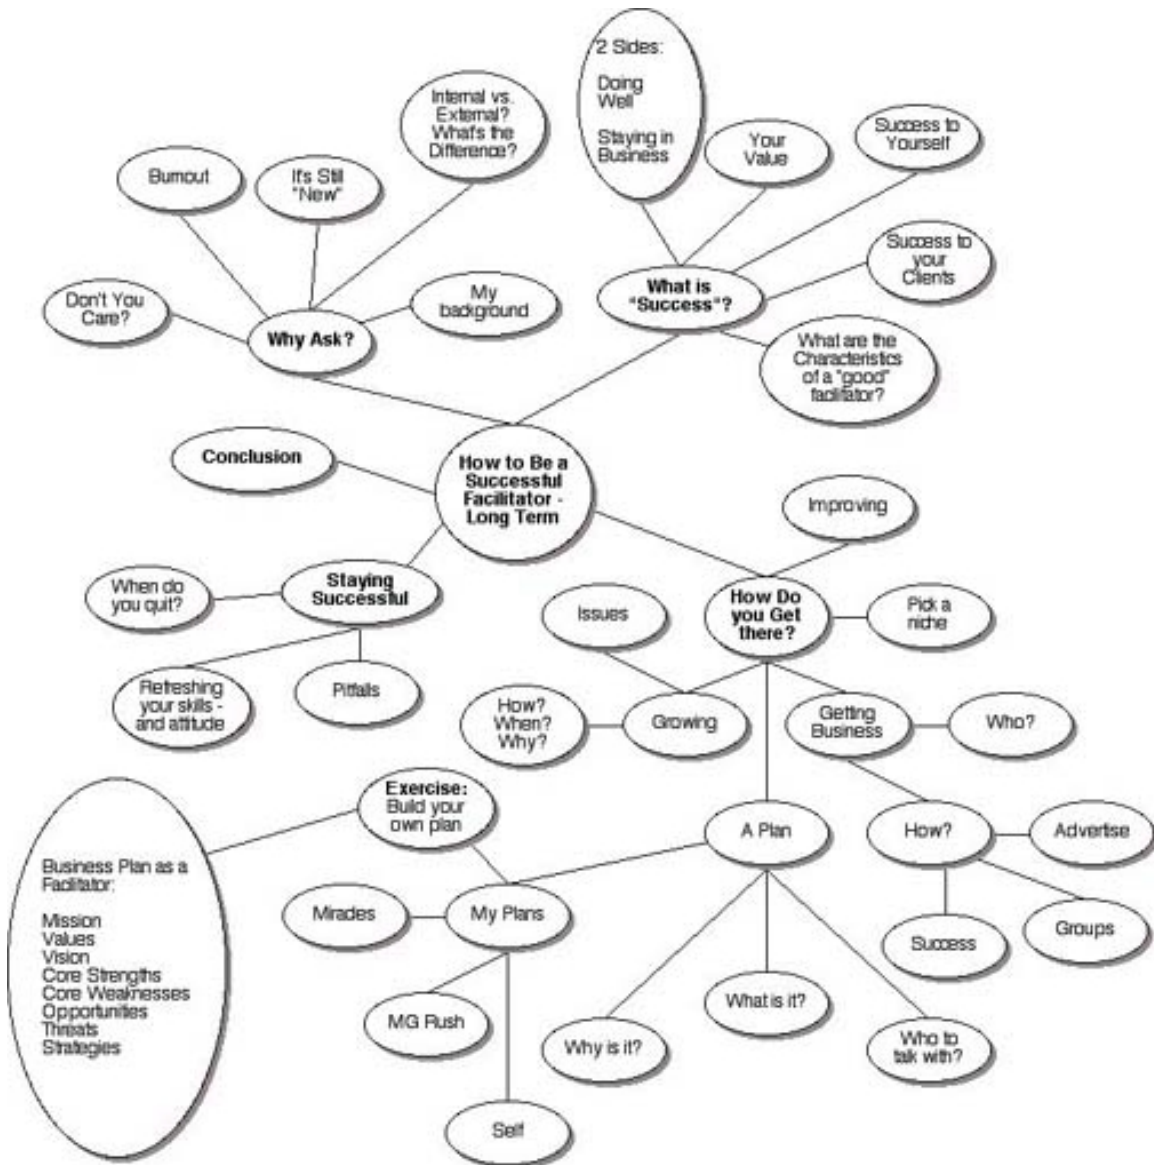 2 Sides:
Doing
Well
Staying in
Business
Internal vs.
External?
What's the
Difference?
Burnout
It's Still
"New"
Your
Value
Success to
Yourself
Success to
your
Clients
Don't You
Care?
My
background
Why Ask?
What is
"Success"?
What are the
Characteristics
of a "good"
facilitator?
Conclusion
How to Be a
Successful
Facilitator -
Long Term
Improving
When do
you quit?
Staying
Successful
Issues
How Do
you Get
there?
Pick a
niche
Refreshing
your skills -
and attitude
Pitfalls
How?
When?
Why?
Growing
Getting
Business
Who?
Exercise:
Build your
own plan
A Plan
How?
Advertise
Business Plan as a
Facilitator:
Mission
Values
Vision
Core Strengths
Core Weaknesses
Opportunities
Threats
Strategies
Mirades
My Plans
Success
Groups
MG Rush
What is it?
Why is it?
Who to
talk with?
Self